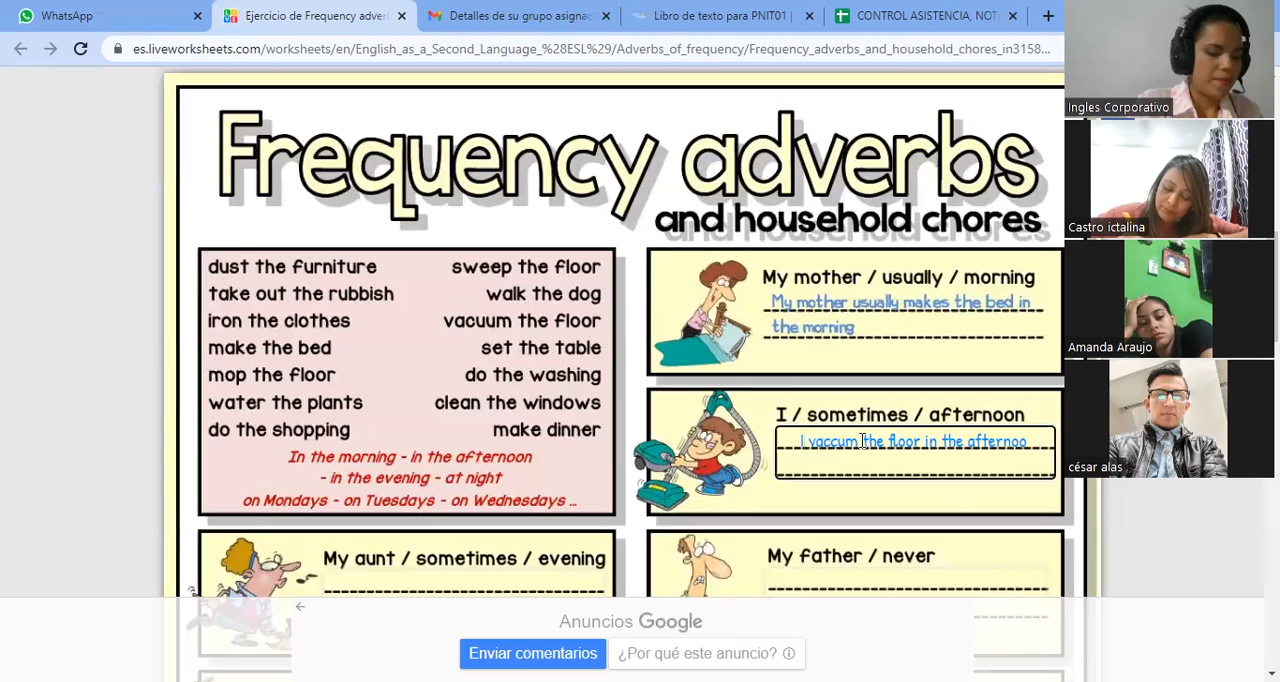 WhatsApp
Ejercicio de Frequency adver
Detalles de su grupo asigna
Libro de texto para PNIT01 |
CONTROL ASISTENCIA, NOT
es.liveworksheets.com/worksheets/en/English_as_a_Second_Language_%28ESL%29/Adverbs_of_frequency/Frequency_adverbs_and_household_chores_in3158...
Ingles Corporativo
Castro ictalina
Amanda Araujo
césar alas
Frequency adverbs
and household chores
dust the furniture
sweep the floor
take out the rubbish
walk the dog
iron the clothes
vacuum the floor
make the bed
set the table
mop the floor
do the washing
water the plants
clean the windows
do the shopping
make dinner
In the morning - in the afternoon
- in the evening - at night
on Mondays - on Tuesdays - on Wednesdays ...
My mother / usually / morning
My mother usually makes the bed in
the morning
I / sometimes / afternoon
I vaccum the floor in the afternoo
My aunt / sometimes / evening
My father / never
Anuncios Google
Enviar comentarios
¿Por qué este anuncio?